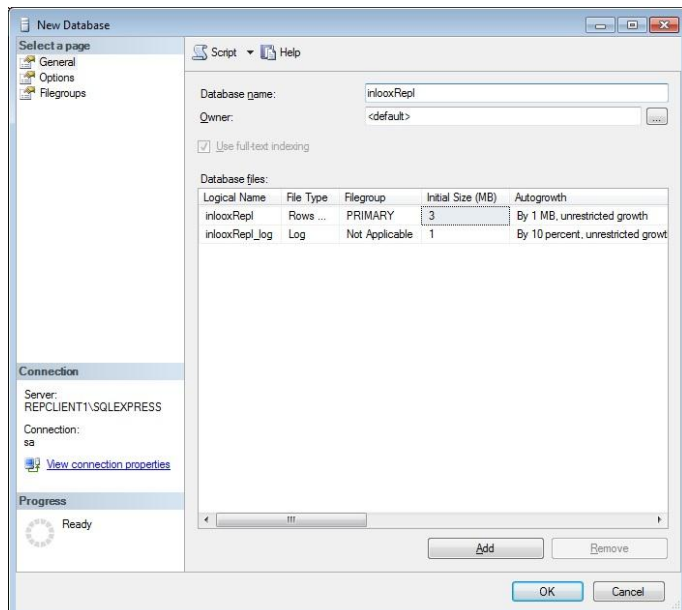 New Database
Select a page
General
Options
Filegroups
Script Help
Database name: inlooxRepl
Owner: <default> ...
Use full-text indexing
Database files:
Logical Name File Type Filegroup Initial Size (MB) Autogrowth
inlooxRepl Rows ... PRIMARY 3 By 1 MB, unrestricted growth
inlooxRepl_log Log Not Applicable 1 By 10 percent, unrestricted growt
Connection
Server:
REPCLIENT1\SQLEXPRESS
Connection:
sa
View connection properties
Progress
Ready
Add Remove
OK Cancel